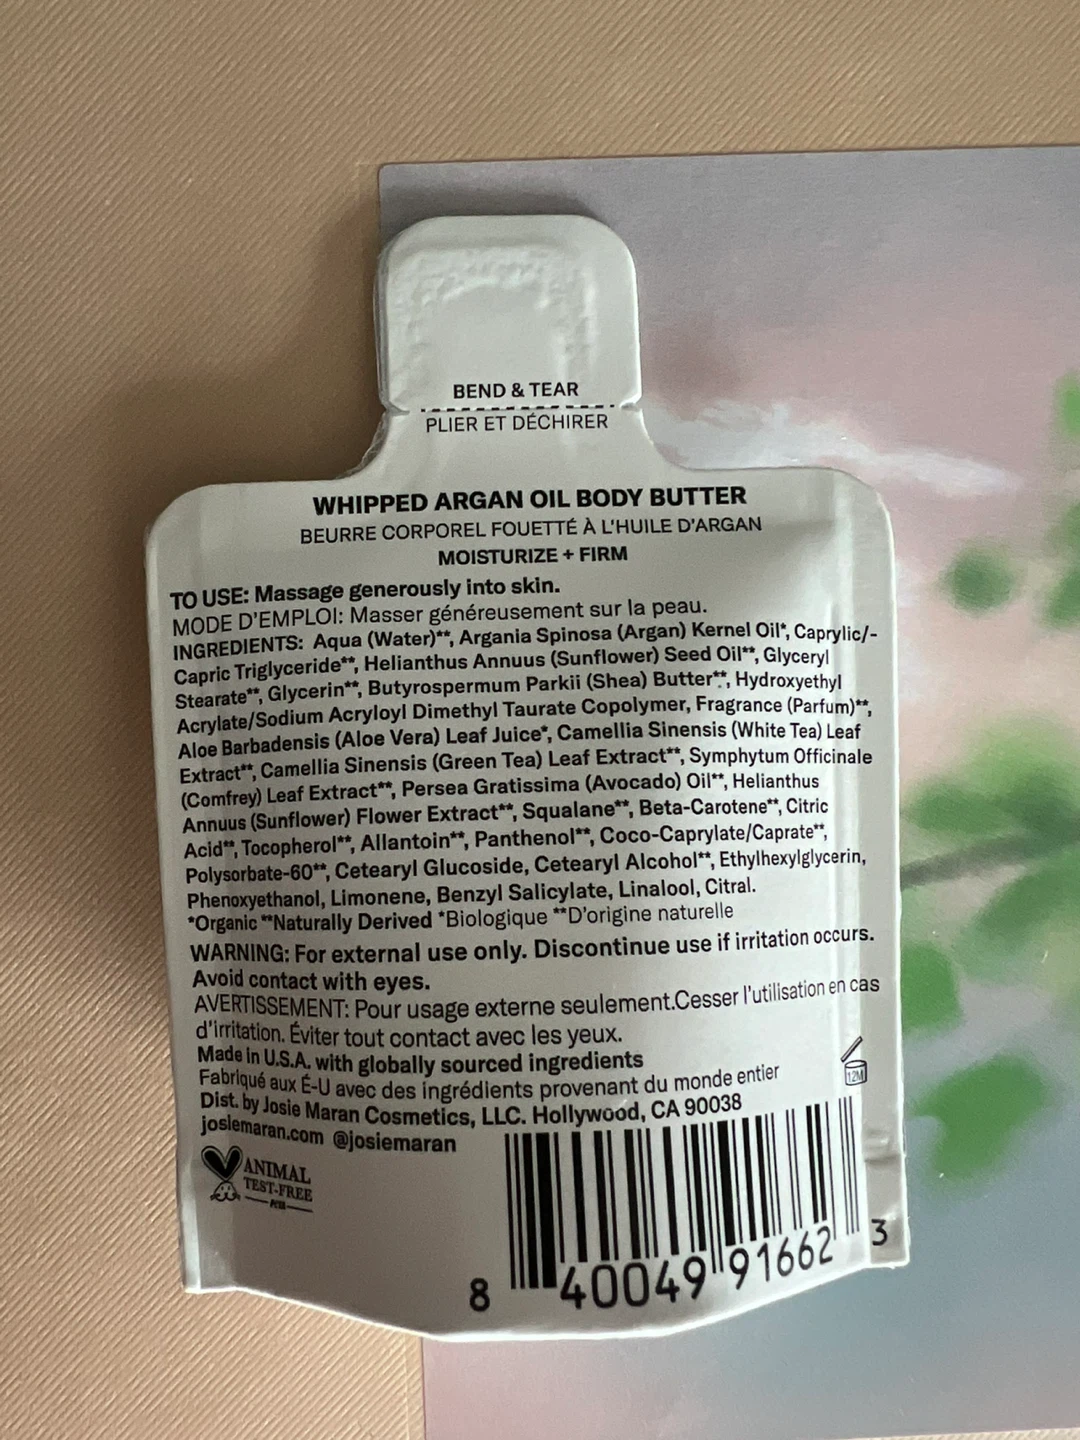 BEND & TEAR
PLIER ET DÉCHIRER
WHIPPED ARGAN OIL BODY BUTTER
BEURRE CORPOREL FOUETTÉ À L'HUILE D'ARGAN
MOISTURIZE + FIRM
TO USE: Massage generously into skin.
MODE D'EMPLOI: Masser généreusement sur la peau.
INGREDIENTS: Aqua (Water)**, Argania Spinosa (Argan) Kernel Oil*, Caprylic/-
Capric Triglyceride**, Helianthus Annuus (Sunflower) Seed Oil**, Glyceryl
Stearate**, Glycerin**, Butyrospermum Parkii (Shea) Butter**, Hydroxyethyl
Acrylate/Sodium Acryloyl Dimethyl Taurate Copolymer, Fragrance (Parfum)**,
Aloe Barbadensis (Aloe Vera) Leaf Juice*, Camellia Sinensis (White Tea) Leaf
Extract**, Camellia Sinensis (Green Tea) Leaf Extract**, Symphytum Officinale
(Comfrey) Leaf Extract**, Persea Gratissima (Avocado) Oil**, Helianthus
Annuus (Sunflower) Flower Extract**, Squalane**, Beta-Carotene**, Citric
Acid**, Tocopherol**, Allantoin**, Panthenol**, Coco-Caprylate/Caprate**,
Polysorbate-60**, Cetearyl Glucoside, Cetearyl Alcohol**, Ethylhexylglycerin,
Phenoxyethanol, Limonene, Benzyl Salicylate, Linalool, Citral.
*Organic **Naturally Derived *Biologique **D'origine naturelle
WARNING: For external use only. Discontinue use if irritation occurs.
Avoid contact with eyes.
AVERTISSEMENT: Pour usage externe seulement.Cesser l'utilisation en cas
d'irritation. Éviter tout contact avec les yeux.
Made in U.S.A. with globally sourced ingredients
Fabriqué aux É-U avec des ingrédients provenant du monde entier
Dist. by Josie Maran Cosmetics, LLC. Hollywood, CA 90038
josiemaran.com @josiemaran
12M
ANIMAL
TEST-FREE
PETA
8 40049 91662 3